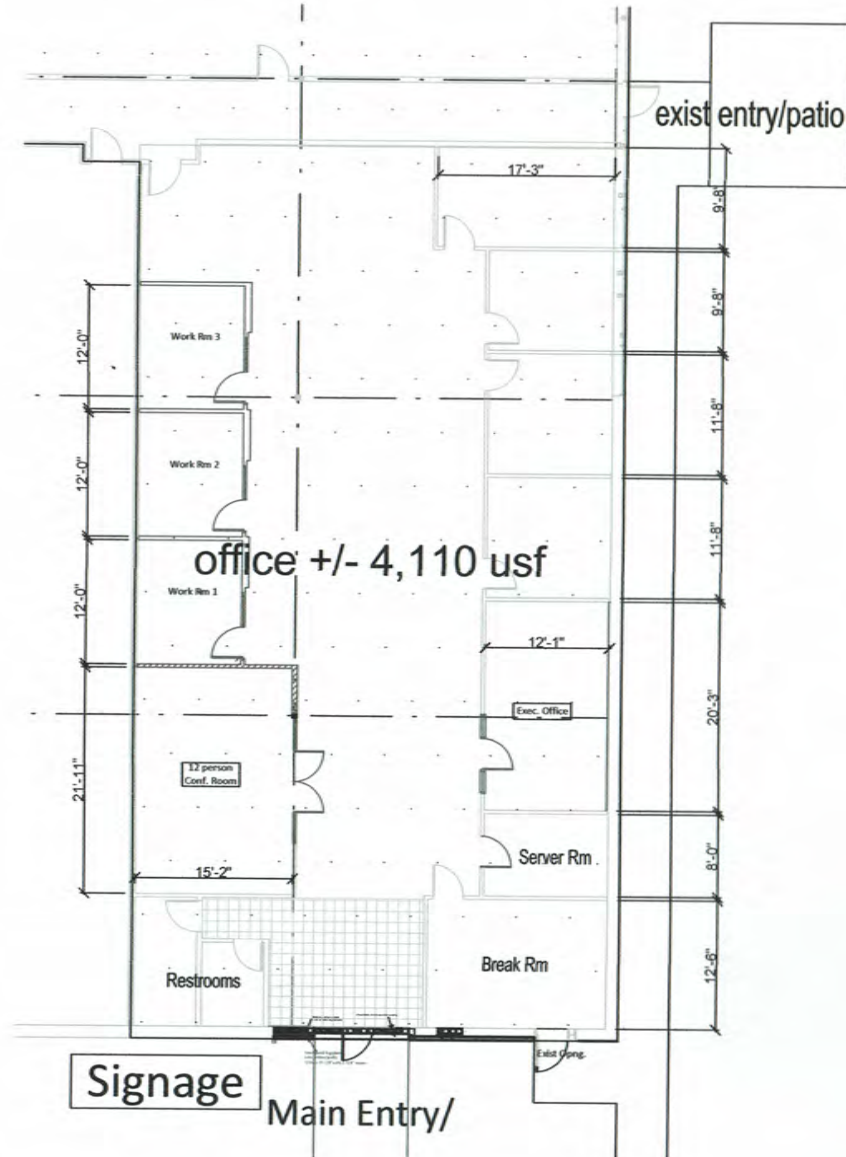 exist entry/patio
17'-3"
9'-8"
9'-8"
Work Rm 3
12'-0"
11'-8"
Work Rm 2
12'-0"
11'-8"
office +/- 4,110 usf
Work Rm 1
12'-0"
12'-1"
Exec. Office
20'-3"
12 person
Conf. Room
21'-11"
15'-2"
Server Rm
8'-0"
Break Rm
Restrooms
12'-6"
Exist Opng.
Signage
Main Entry/